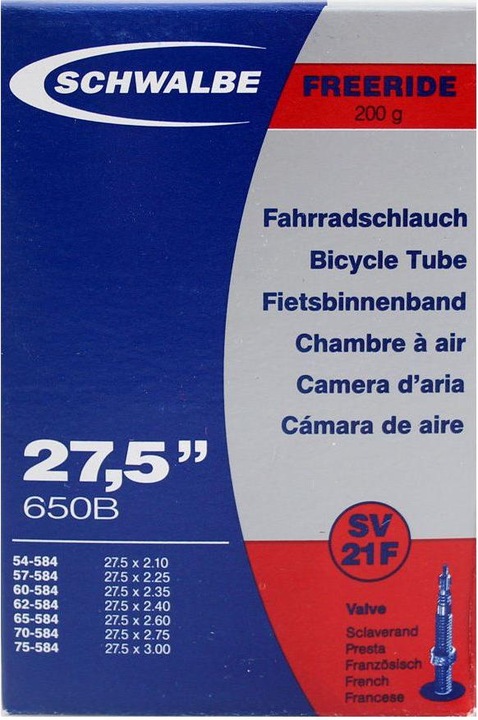 SCHWALBE
FREERIDE
200 g
Fahrradschlauch
Bicycle Tube
Fietsbinnenband
Chambre à air
Camera d'aria
Cámara de aire
27,5”
650B
54-584 27.5 x 2.10
57-584 27.5 x 2.25
60-584 27.5 x 2.35
62-584 27.5 x 2.40
65-584 27.5 x 2.60
70-584 27.5 x 2.75
75-584 27.5 x 3.00
SV
21F
Valve
Sclaverand
Presta
Französisch
French
Francese